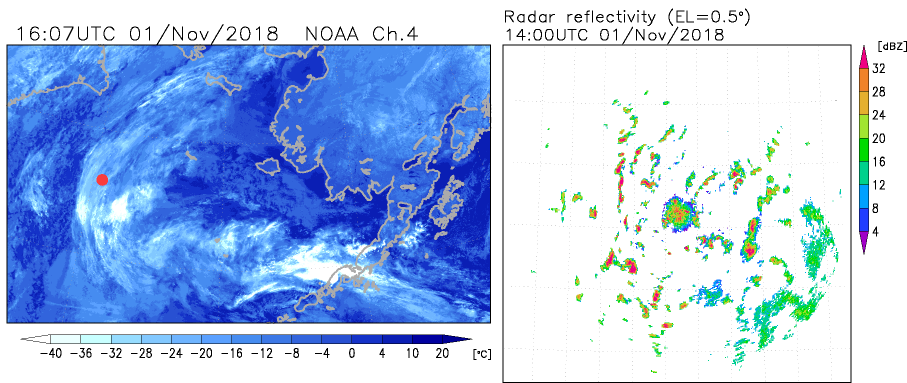 16:07UTC 01/Nov/2018 NOAA Ch.4
Radar reflectivity (EL=0.5°)
14:00UTC 01/Nov/2018
[dBZ]
32
28
24
20
16
12
8
4
-40 -36 -32 -28 -24 -20 -16 -12 -8 -4 0 4 10 20 [°C]